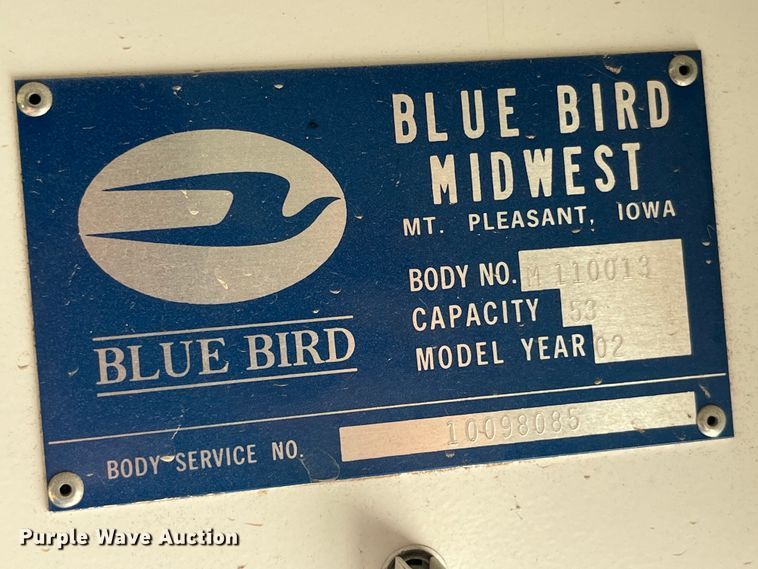 BLUE BIRD
MIDWEST
MT. PLEASANT, IOWA
BODY NO. M 110013
CAPACITY 53
MODEL YEAR 02
BLUE BIRD
BODY SERVICE NO. 10098085
Purple Wave Auction®